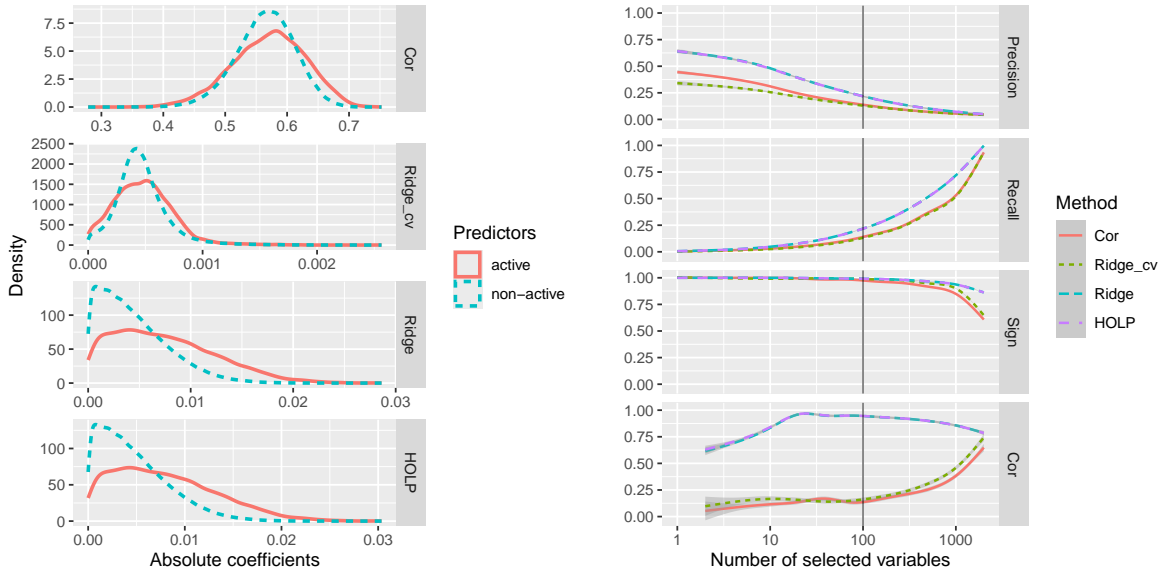 Density
7.5
5.0
2.5
0.0
Cor
0.3 0.4 0.5 0.6 0.7
2500
2000
1500
1000
500
0
Ridge_cv
0.000 0.001 0.002
100
50
0
Ridge
0.00 0.01 0.02 0.03
100
50
0
HOLP
0.00 0.01 0.02 0.03
Absolute coefficients
Predictors
active
non−active
1.00
0.75
0.50
0.25
0.00
Precision
1.00
0.75
0.50
0.25
0.00
Recall
1.00
0.75
0.50
0.25
0.00
Sign
1.00
0.75
0.50
0.25
0.00
Cor
1 10 100 1000
Number of selected variables
Method
Cor
Ridge_cv
Ridge
HOLP